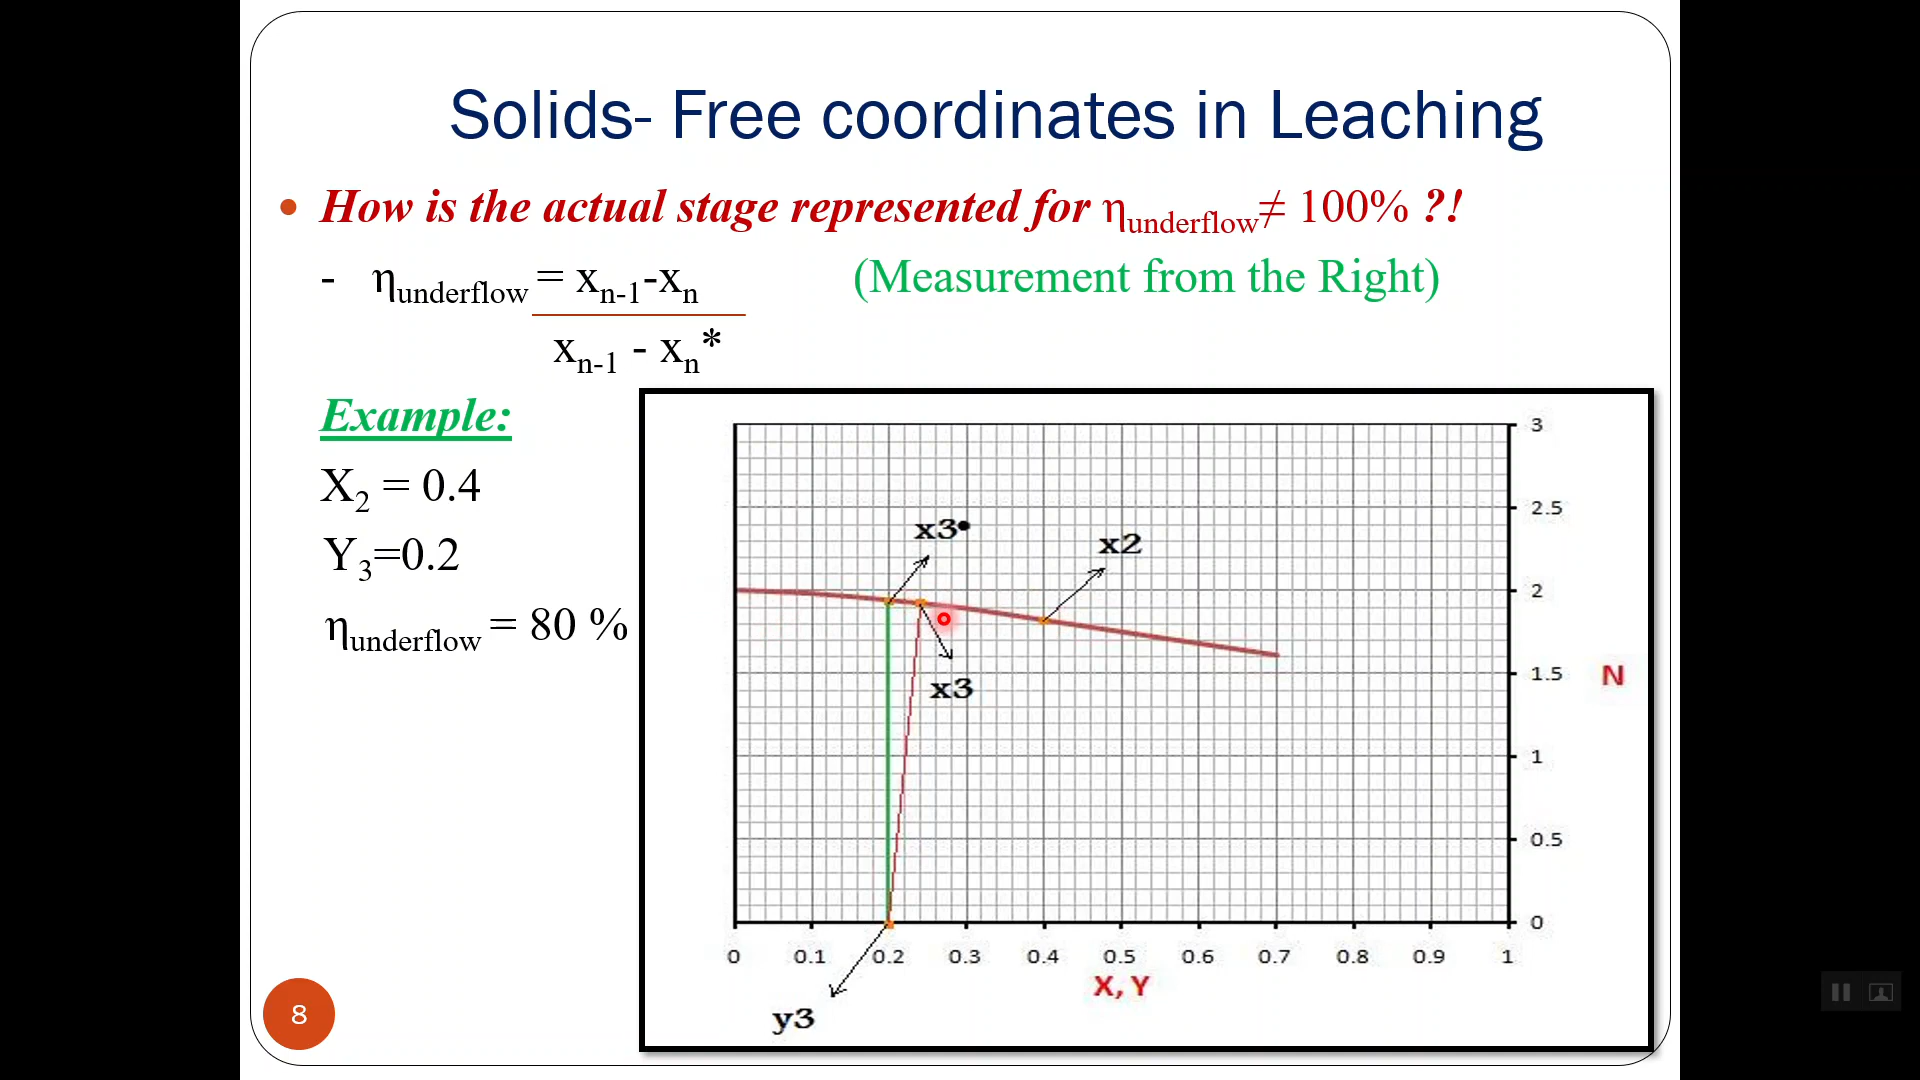 Solids- Free coordinates in Leaching
• How is the actual stage represented for ηunderflow≠ 100% ?!
- ηunderflow = xn-1-xn (Measurement from the Right)
xn-1 - xn*
Example:
X2 = 0.4
Y3=0.2
ηunderflow = 80 %
3
2.5
x3•
x2
2
x3
1.5
N
1
0.5
0
0 0.1 0.2 0.3 0.4 0.5 0.6 0.7 0.8 0.9 1
X, Y
y3
8